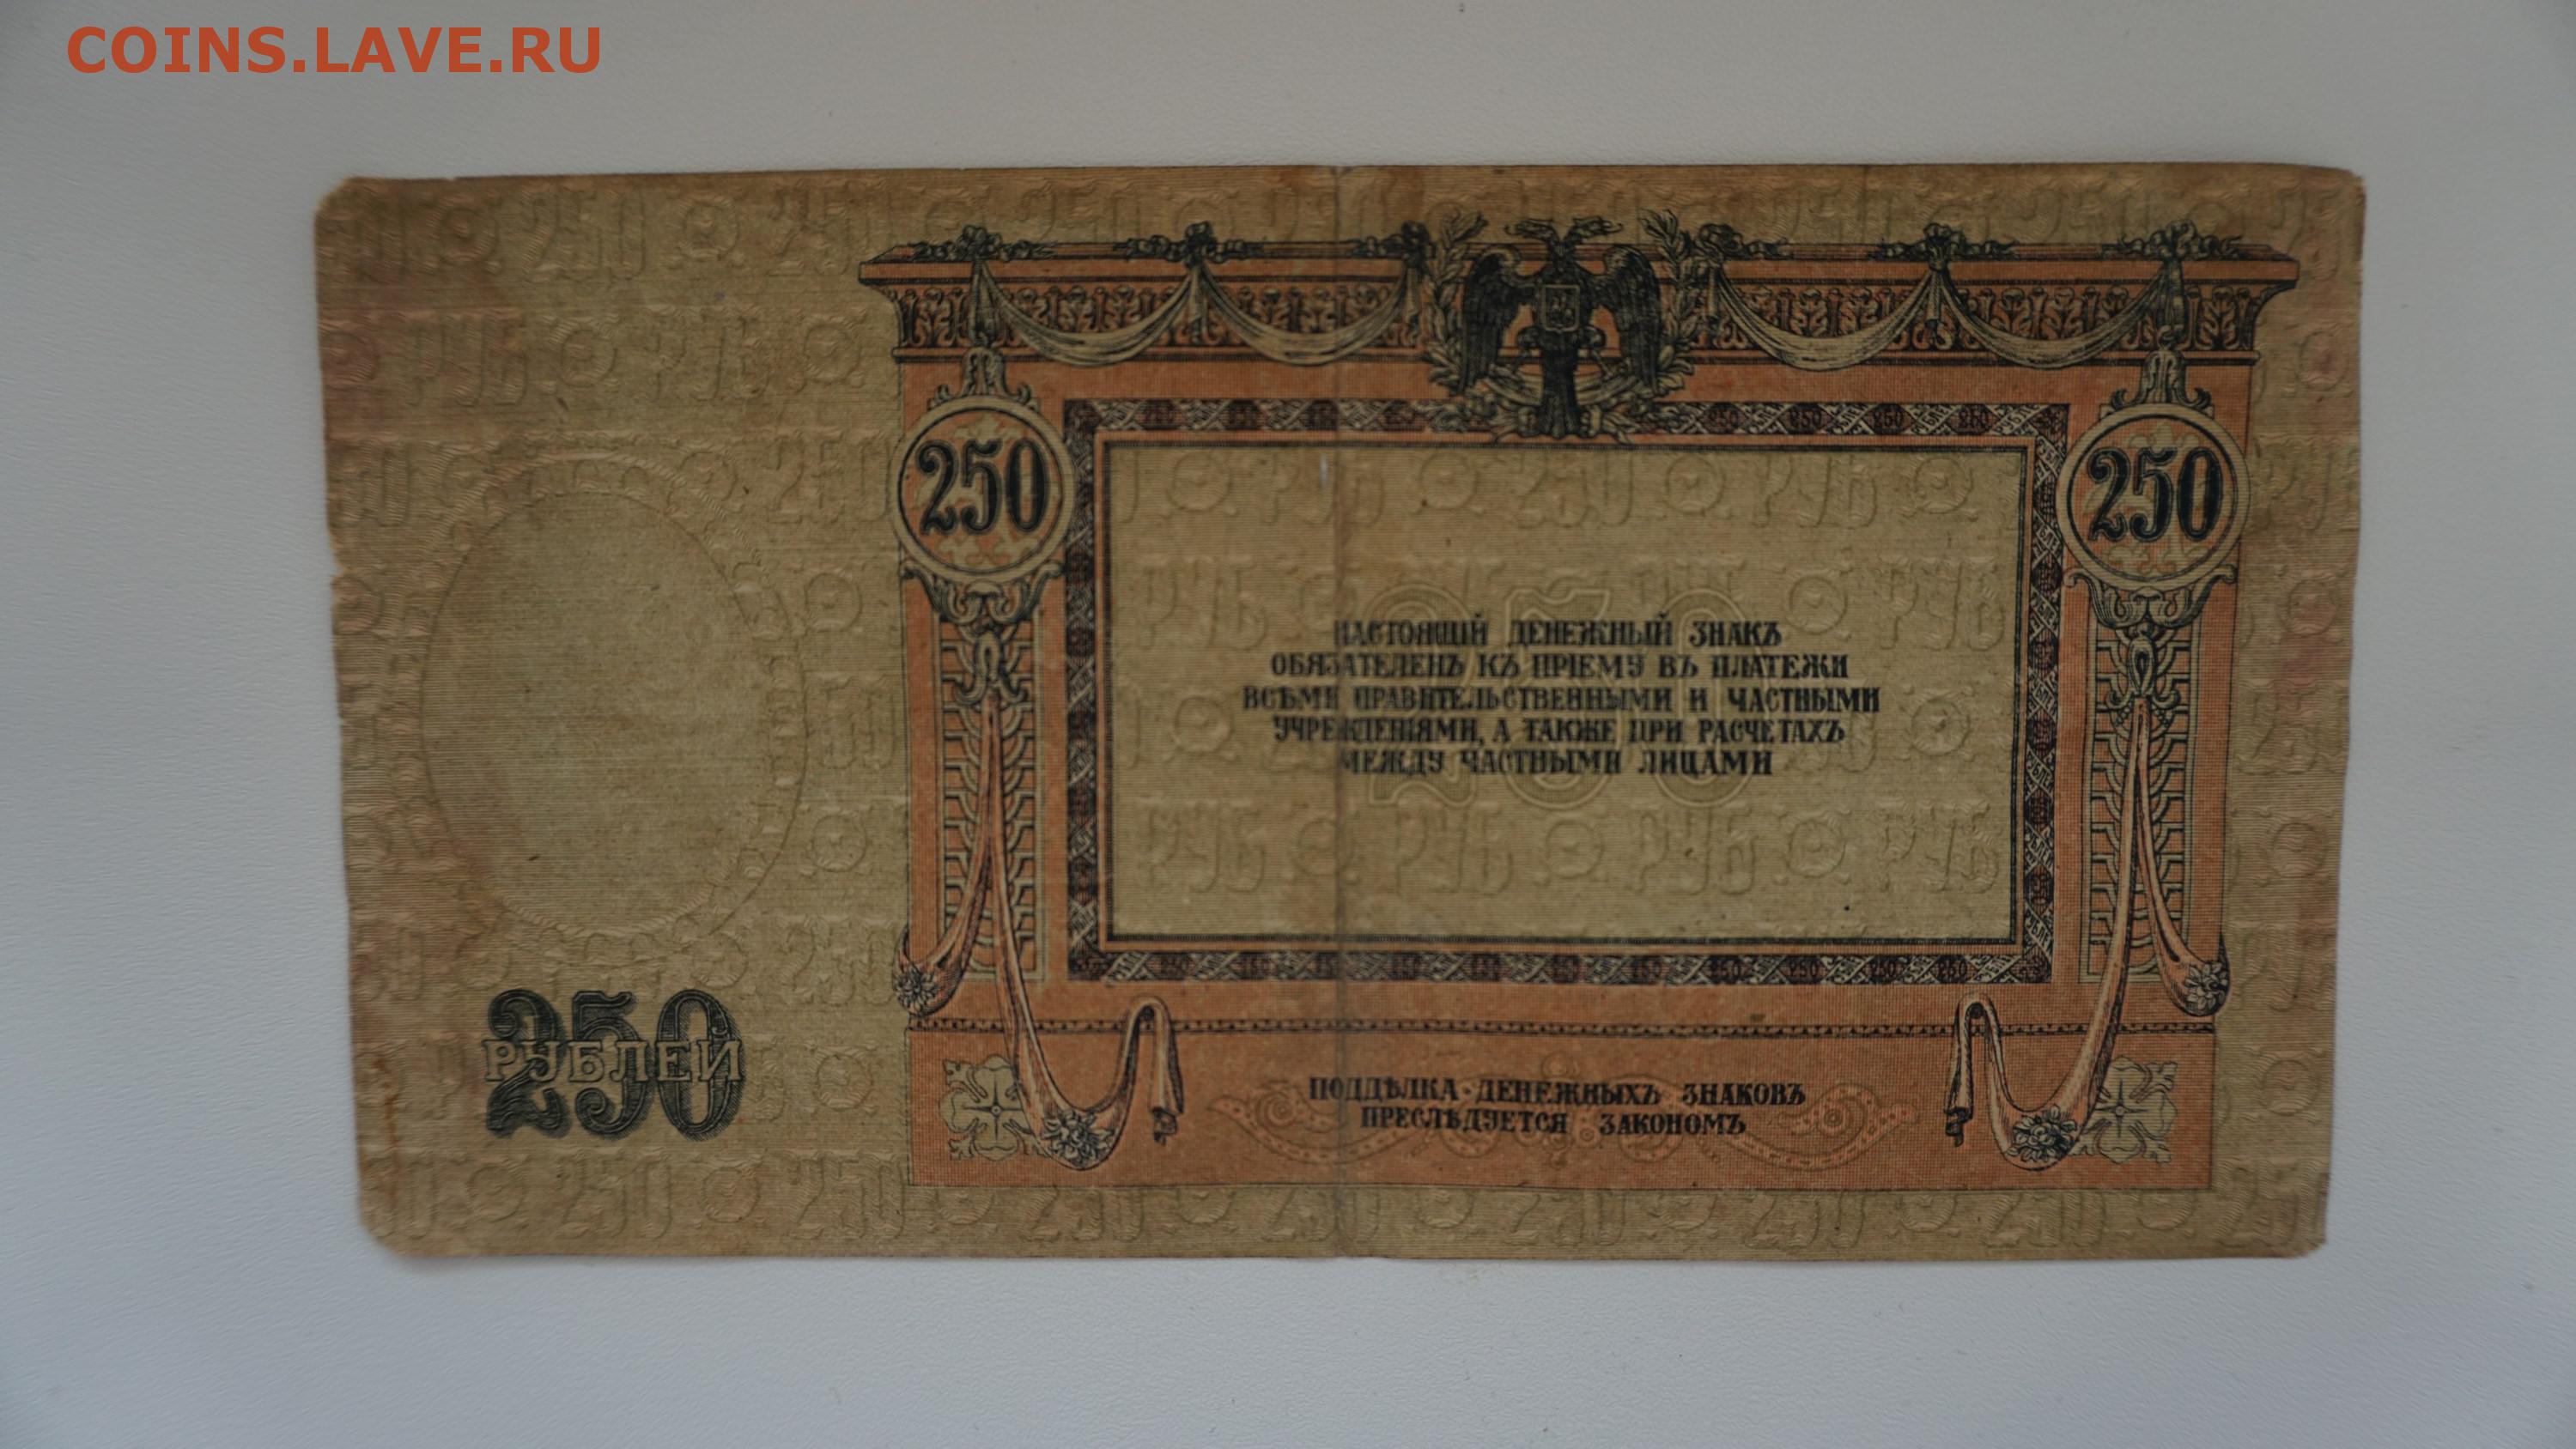 COINS.LAVE.RU
250
250
НАСТОЯЩІЙ ДЕНЕЖНЫЙ ЗНАКЪ
ОБЯЗАТЕЛЕНЪ КЪ ПРІЕМУ ВЪ ПЛАТЕЖИ
ВСѢМИ ПРАВИТЕЛЬСТВЕННЫМИ И ЧАСТНЫМИ
УЧРЕЖДЕНІЯМИ, А ТАКЖЕ ПРИ РАСЧЕТАХЪ
МЕЖДУ ЧАСТНЫМИ ЛИЦАМИ
250
РУБЛЕЙ
ПОДДѢЛКА ДЕНЕЖНЫХЪ ЗНАКОВЪ
ПРЕСЛѢДУЕТСЯ ЗАКОНОМЪ